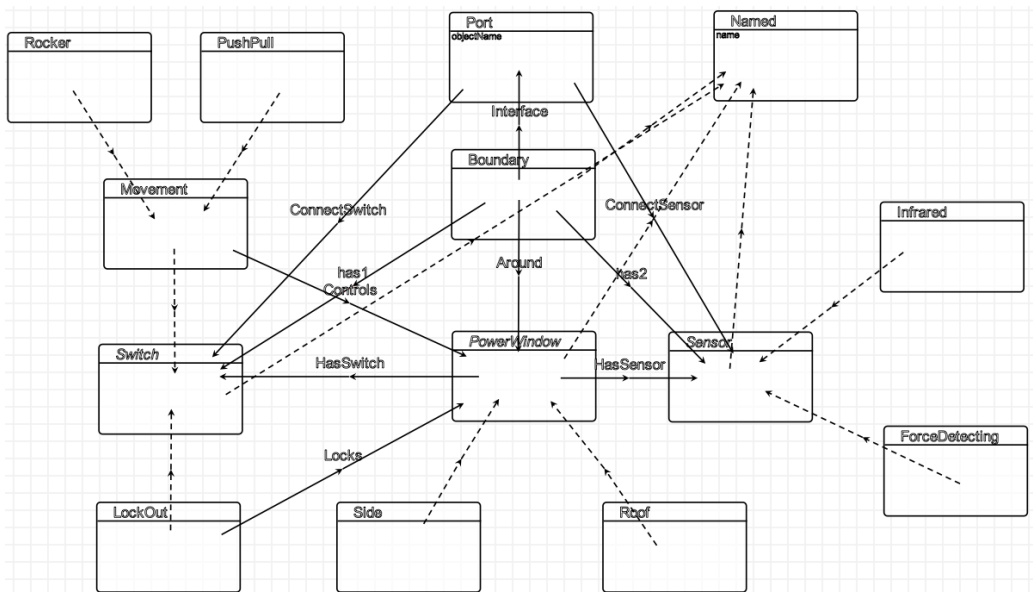 Port
objectName
Named
name
Rocker
PushPull
Interface
Boundary
Movement
ConnectSwitch
ConnectSensor
Infrared
Around
has1
has2
Controls
PowerWindow
Sensor
Switch
HasSwitch
HasSensor
ForceDetecting
Locks
LockOut
Side
Roof